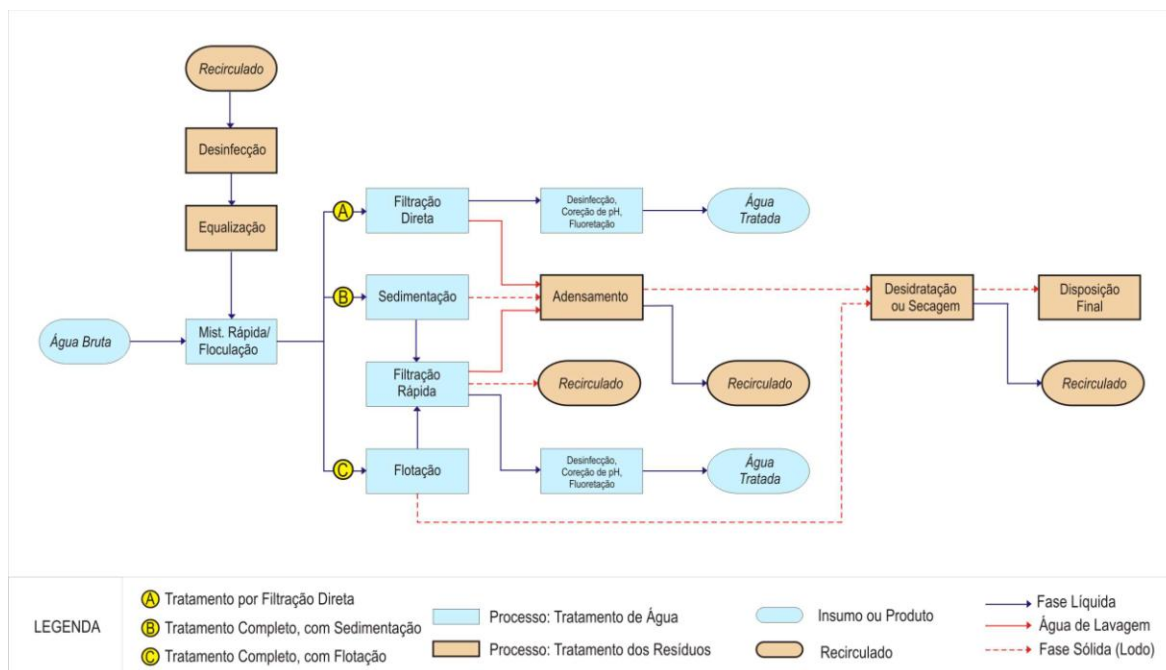 Recirculado
Desinfecção
Equalização
Água Bruta
Mist. Rápida/
Floculação
A
Filtração
Direta
Desinfecção,
Coreção de pH,
Fluoretação
Água
Tratada
B
Sedimentação
Adensamento
Desidratação
ou Secagem
Disposição
Final
Filtração
Rápida
Recirculado
Recirculado
Recirculado
C
Flotação
Desinfecção,
Coreção de pH,
Fluoretação
Água
Tratada
LEGENDA
A Tratamento por Filtração Direta
B Tratamento Completo, com Sedimentação
C Tratamento Completo, com Flotação
Processo: Tratamento de Água
Processo: Tratamento dos Resíduos
Insumo ou Produto
Recirculado
Fase Líquida
Água de Lavagem
Fase Sólida (Lodo)